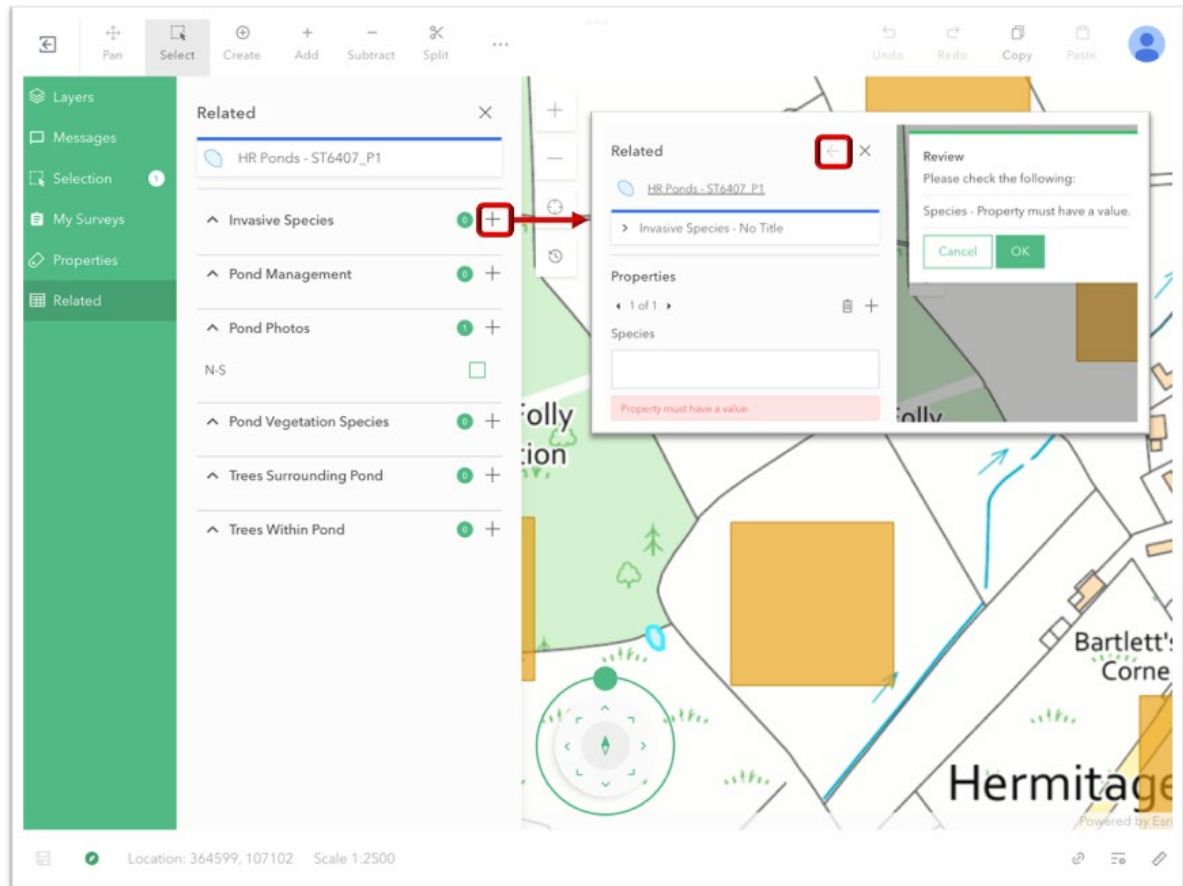 Pan
Select
Create
Add
Subtract
Split
Undo
Redo
Copy
Paste
Layers
Messages
Selection 1
My Surveys
Properties
Related
Related
HR Ponds - ST6407_P1
Invasive Species 0
Pond Management 0
Pond Photos 1
N-S
Pond Vegetation Species 0
Trees Surrounding Pond 0
Trees Within Pond 0
Related
HR Ponds - ST6407_P1
Invasive Species - No Title
Properties
1 of 1
Species
Property must have a value.
Review
Please check the following:
Species - Property must have a value.
Cancel
OK
Folly
olly
tion
Bartlett's
Corne
Hermitage
Powered by Esri
Location: 364599, 107102 Scale 1:2500